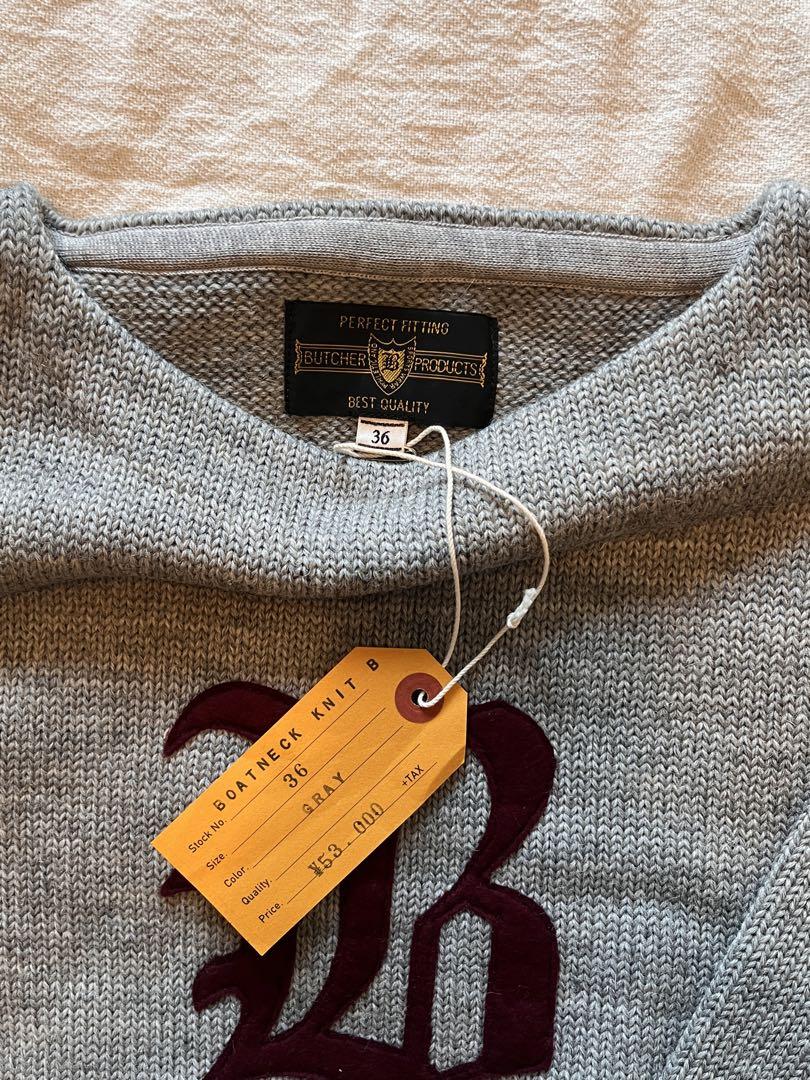 PERFECT FITTING
BUTCHER PRODUCTS
BEST QUALITY
36
Stock No. BOATNECK KNIT B
Size. 36
Color. GRAY
Quality.
Price. ¥53.000 +TAX
B